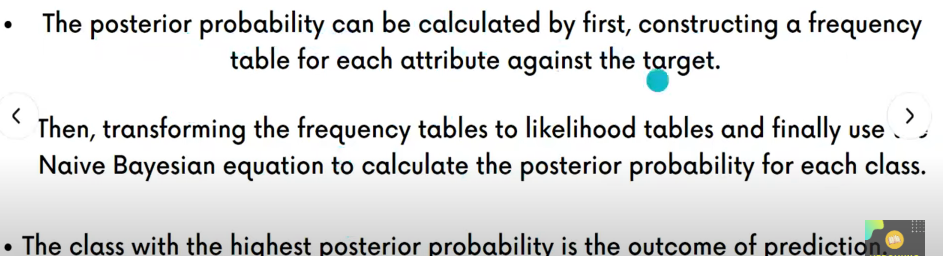 • The posterior probability can be calculated by first, constructing a frequency
table for each attribute against the target.
Then, transforming the frequency tables to likelihood tables and finally use
Naive Bayesian equation to calculate the posterior probability for each class.
• The class with the highest posterior probability is the outcome of prediction.